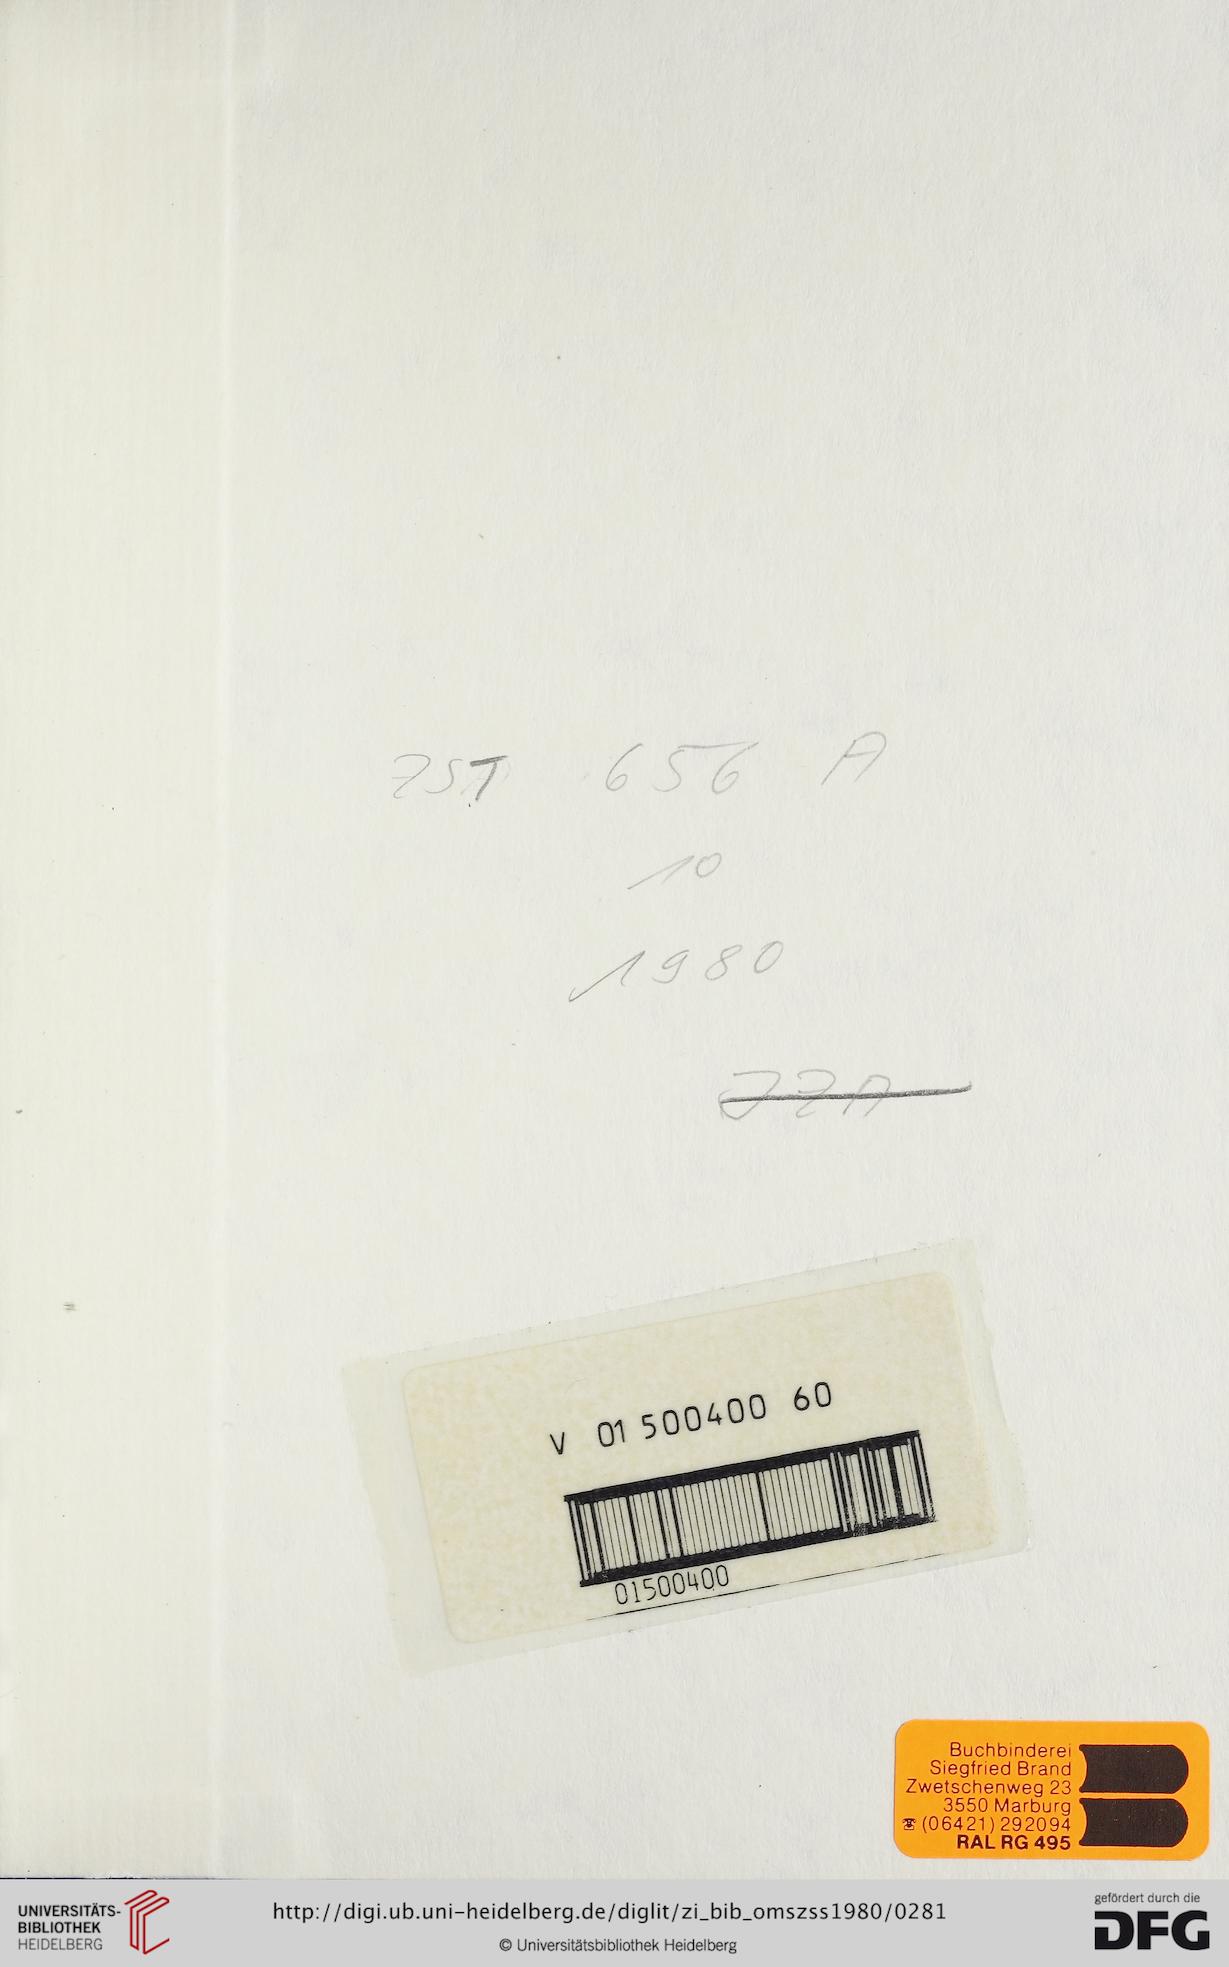 ZST 656 A
10
1980
V 01 500400 60
01500400
Buchbinderei
Siegfried Brand
Zwetschenweg 23
3550 Marburg
☎ (06421) 292094
RAL RG 495
UNIVERSITÄTS-
BIBLIOTHEK
HEIDELBERG
http://digi.ub.uni-heidelberg.de/diglit/zi_bib_omszss1980/0281
© Universitätsbibliothek Heidelberg
gefördert durch die
DFG